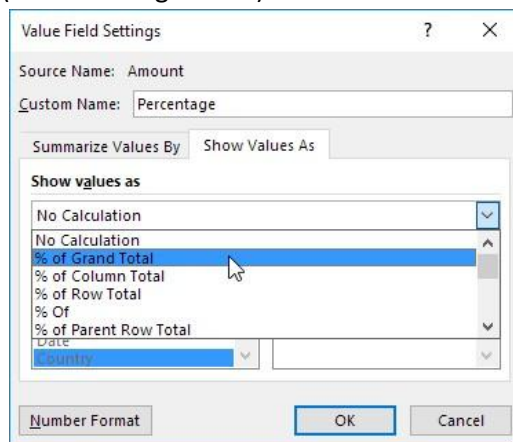 Value Field Settings ? ×
Source Name: Amount
Custom Name: Percentage
Summarize Values By Show Values As
Show values as
No Calculation
No Calculation
% of Grand Total
% of Column Total
% of Row Total
% Of
% of Parent Row Total
Date
Country
Number Format OK Cancel